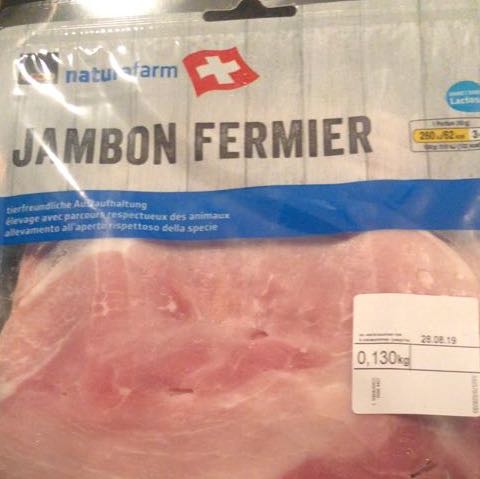 naturafarm
Lactos
JAMBON FERMIER
1 Portion
260 kJ/62 kcal 3
tierfreundliche Auslaufhaltung
élevage avec parcours respectueux des animaux
allevamento all'aperto rispettoso della specie
28.08.19
0,130kg